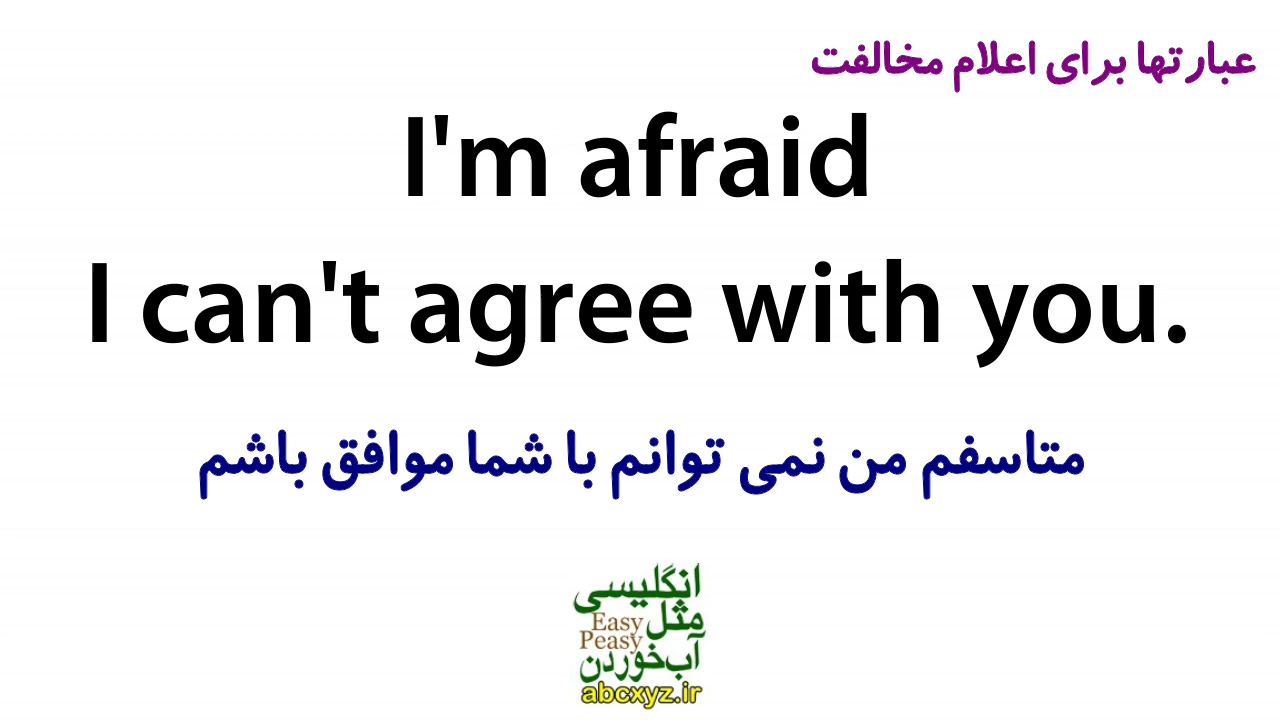 عبارتها برای اعلام مخالفت
I'm afraid
I can't agree with you.
متاسفم من نمی توانم با شما موافق باشم
انگلیسی
مثل
Easy
Peasy
آب‌خوردن
abcxyz.ir